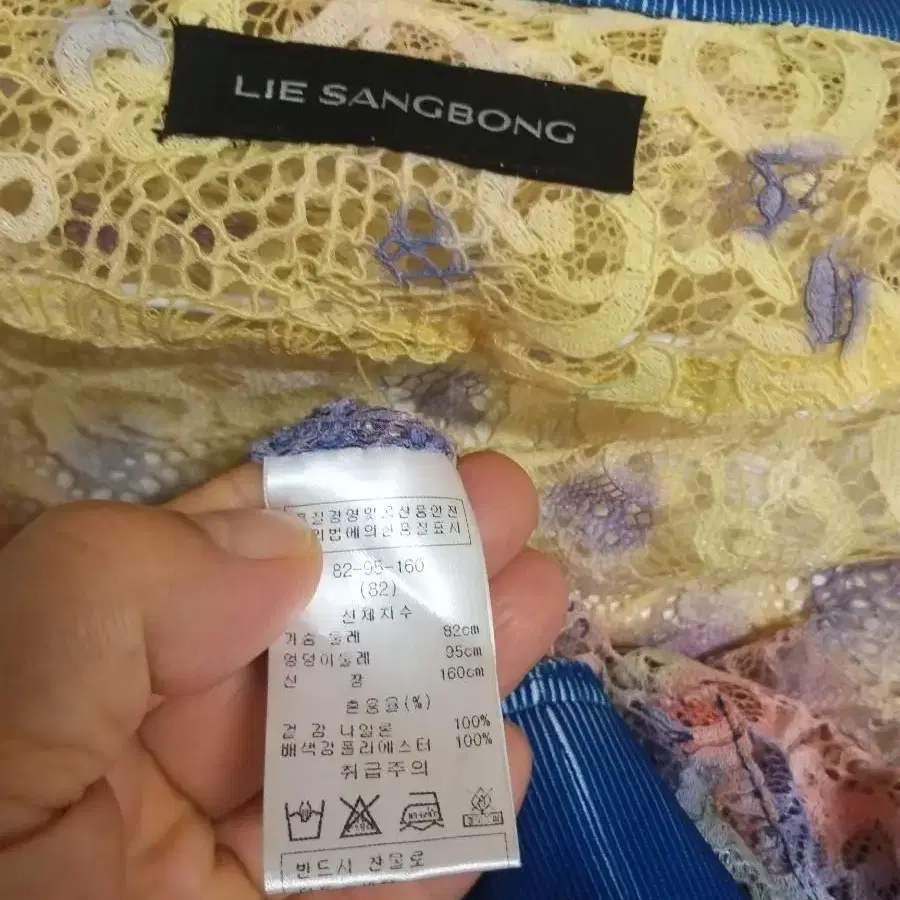 LIE SANGBONG
품질경영및공산품안전
법에의한품질표시
82-95-160
(82)
신체지수
가슴 둘레 82cm
엉덩이둘레 95cm
신 장 160cm
혼용율(%)
겉 감 나일론 100%
배색감폴리에스터 100%
취급주의
반드시 찬물로